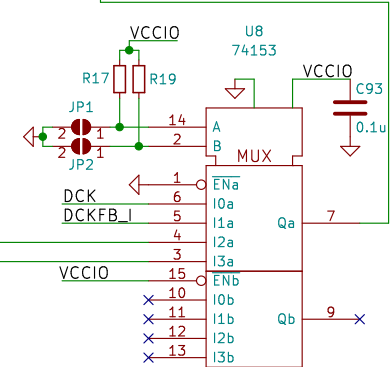 VCCIO
U8
74153
R17
R19
VCCIO
C93
0.1u
JP1
2
1
14
A
2
1
2
B
JP2
MUX
1
ENa
DCK
6
I0a
DCKFB_I
5
I1a
Qa
7
4
I2a
3
I3a
VCCIO
15
ENb
10
I0b
11
I1b
Qb
9
12
I2b
13
I3b